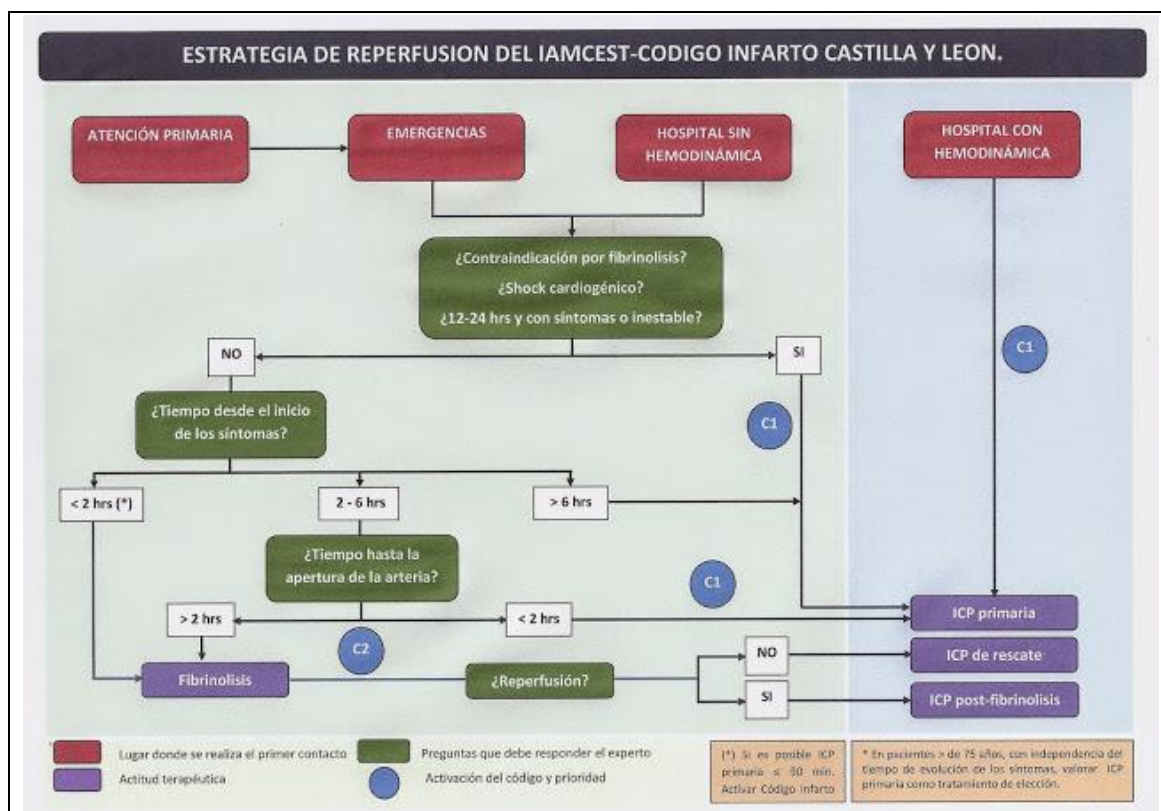 ESTRATEGIA DE REPERFUSION DEL IAMCEST-CODIGO INFARTO CASTILLA Y LEON.
ATENCIÓN PRIMARIA
EMERGENCIAS
HOSPITAL SIN
HEMODINÁMICA
HOSPITAL CON
HEMODINÁMICA
¿Contraindicación por fibrinolisis?
¿Shock cardiogénico?
¿12-24 hrs y con síntomas o inestable?
NO
SI
C1
¿Tiempo desde el inicio
de los síntomas?
C1
< 2 hrs (*)
2 - 6 hrs
> 6 hrs
¿Tiempo hasta la
apertura de la arteria?
C1
> 2 hrs
< 2 hrs
ICP primaria
C2
NO
ICP de rescate
Fibrinolisis
¿Reperfusión?
SI
ICP post-fibrinolisis
Lugar donde se realiza el primer contacto
Preguntas que debe responder el experto
Actitud terapéutica
Activación del código y prioridad
(*) Si es posible ICP
primaria ≤ 90 min.
Activar Código Infarto
* En pacientes > de 75 años, con independencia del
tiempo de evolución de los síntomas, valorar ICP
primaria como tratamiento de elección.